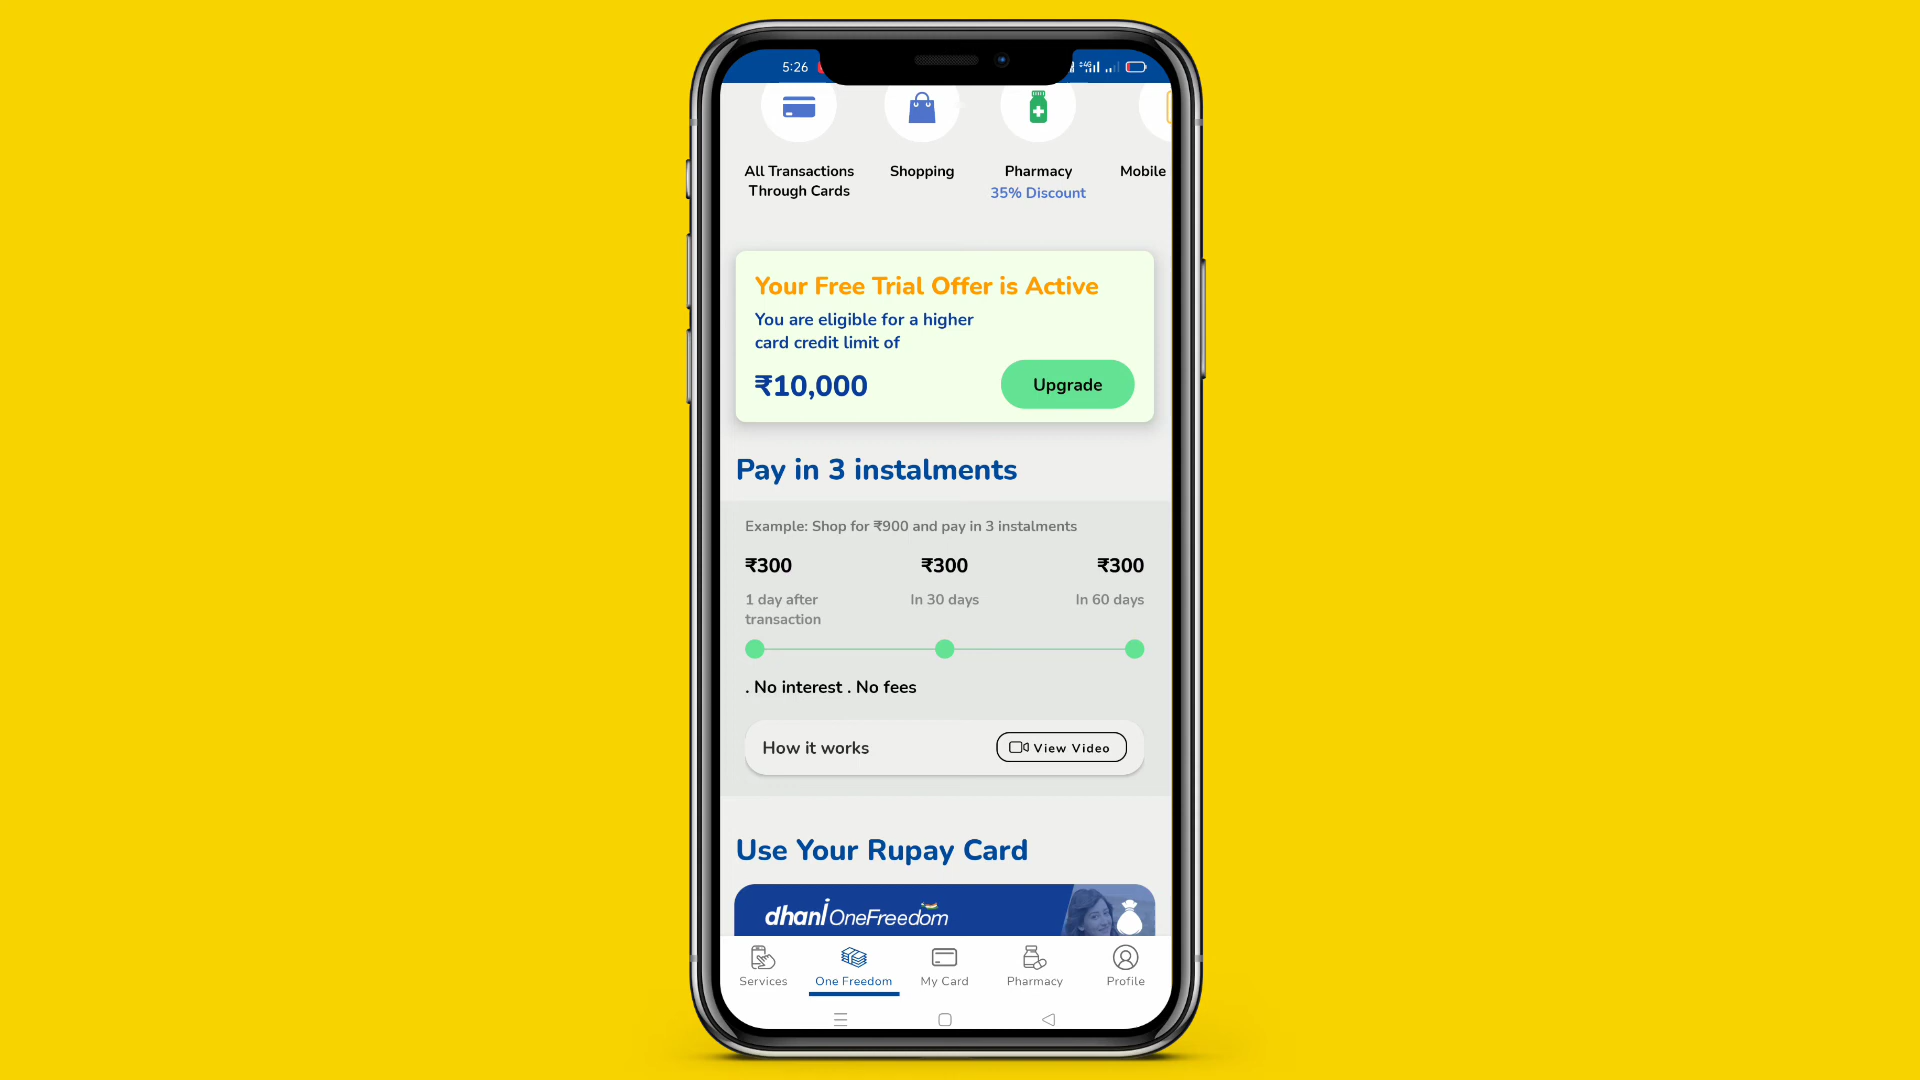 5:26
4G
All Transactions
Through Cards
Shopping
Pharmacy
35% Discount
Mobile
Your Free Trial Offer is Active
You are eligible for a higher
card credit limit of
₹10,000
Upgrade
Pay in 3 instalments
Example: Shop for ₹900 and pay in 3 instalments
₹300 ₹300 ₹300
1 day after
transaction
In 30 days
In 60 days
. No interest . No fees
How it works
View Video
Use Your Rupay Card
dhani OneFreedom
Services
One Freedom
My Card
Pharmacy
Profile